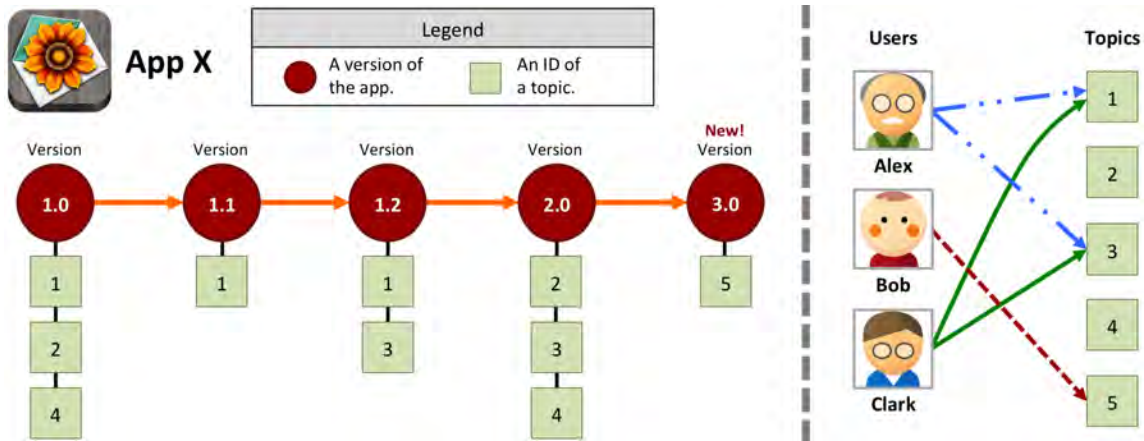 App X
Legend
A version of
the app.
An ID of
a topic.
New!
Version
Version
Version
Version
Version
1.0
1.1
1.2
2.0
3.0
1
1
1
2
5
2
3
3
4
4
Users
Topics
Alex
Bob
Clark
1
2
3
4
5